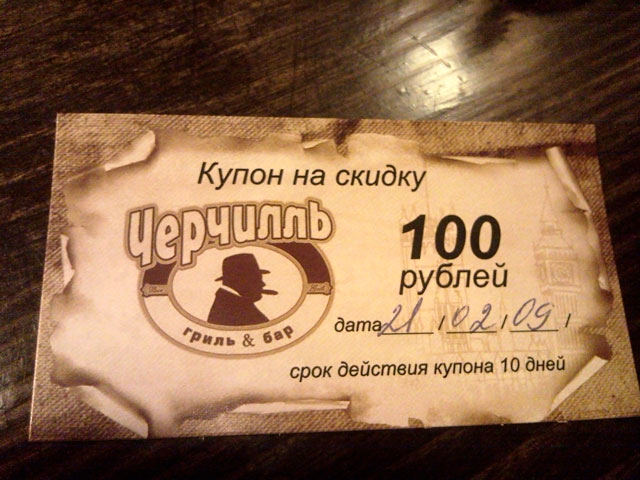 Купон на скидку
Черчилль
гриль & бар
100
рублей
дата 21 / 02 / 09 /
срок действия купона 10 дней